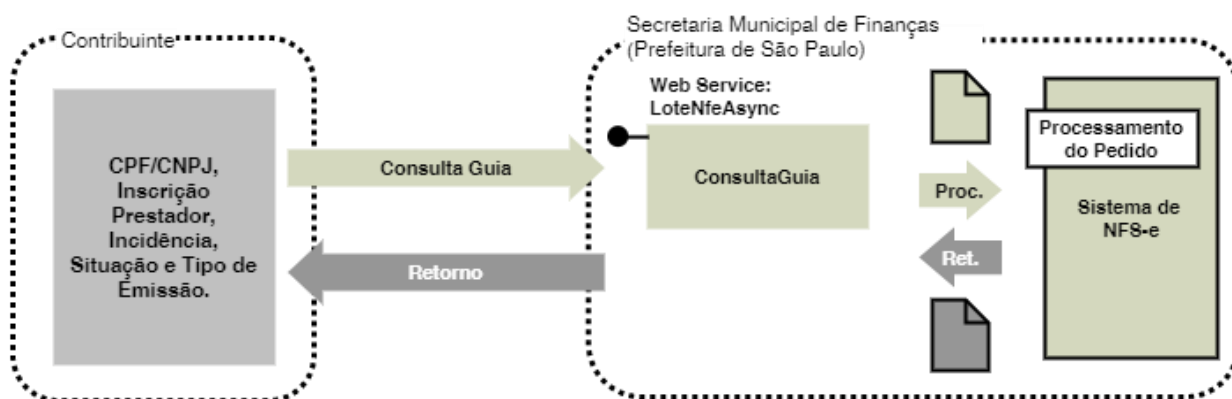 Contribuinte
CPF/CNPJ,
Inscrição
Prestador,
Incidência,
Situação e Tipo de
Emissão.
Consulta Guia
Retorno
Secretaria Municipal de Finanças
(Prefeitura de São Paulo)
Web Service:
LoteNfeAsync
ConsultaGuia
Proc.
Ret.
Processamento
do Pedido
Sistema de
NFS-e